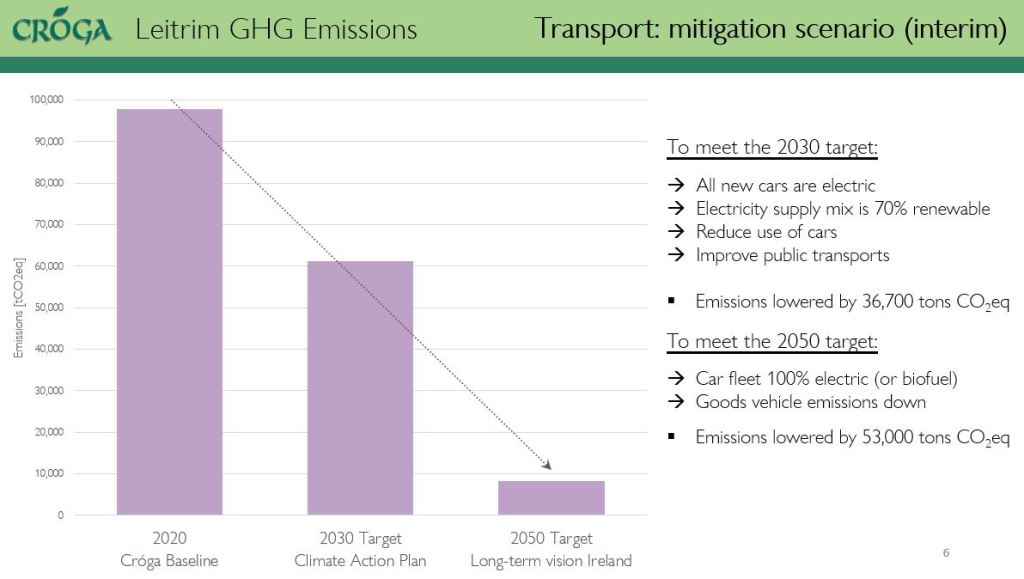 CRÓGA
Leitrim GHG Emissions
Transport: mitigation scenario (interim)
100,000
90,000
80,000
70,000
60,000
50,000
40,000
30,000
20,000
10,000
0
Emissions [tCO2eq]
2020
Cróga Baseline
2030 Target
Climate Action Plan
2050 Target
Long-term vision Ireland
To meet the 2030 target:
→ All new cars are electric
→ Electricity supply mix is 70% renewable
→ Reduce use of cars
→ Improve public transports
▪ Emissions lowered by 36,700 tons CO₂eq
To meet the 2050 target:
→ Car fleet 100% electric (or biofuel)
→ Goods vehicle emissions down
▪ Emissions lowered by 53,000 tons CO₂eq
6